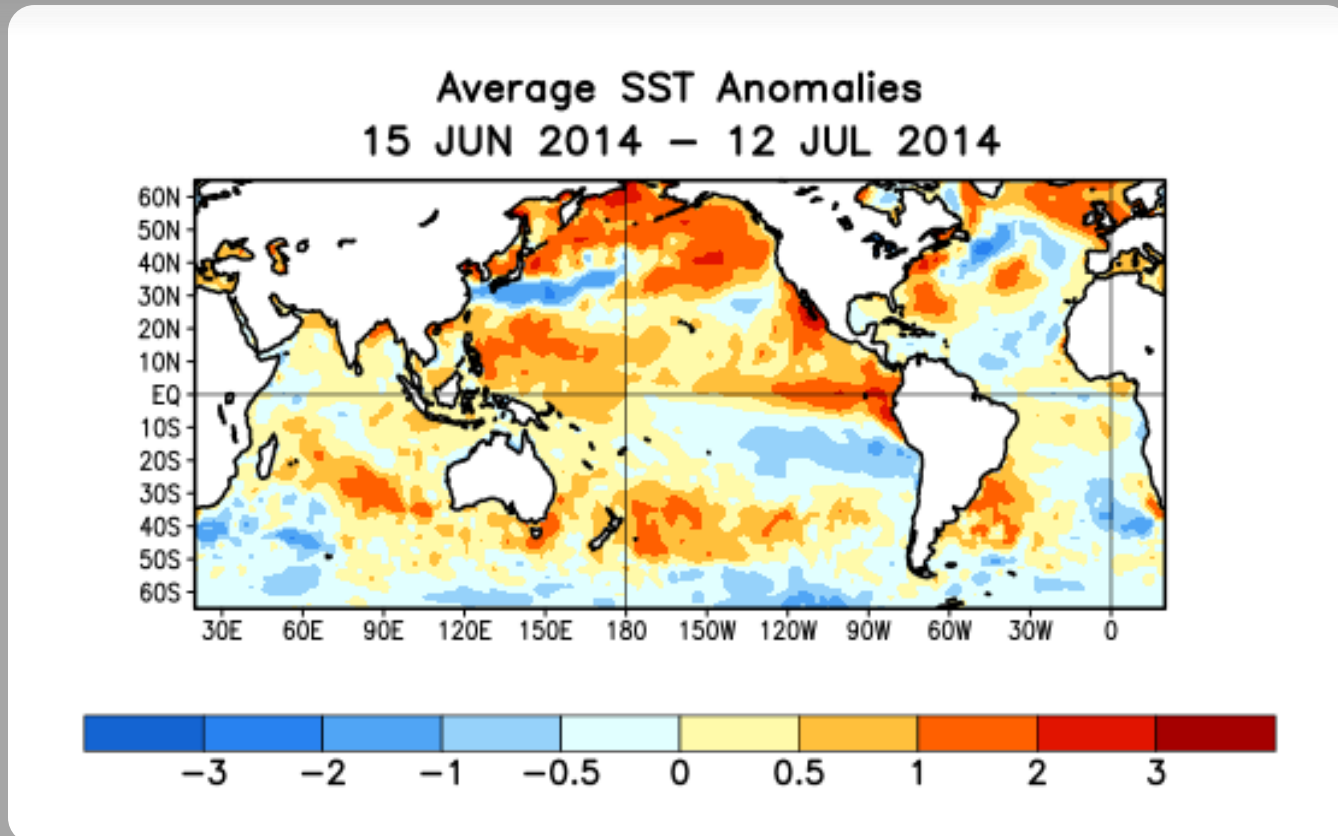 Average SST Anomalies
15 JUN 2014 – 12 JUL 2014
60N
50N
40N
30N
20N
10N
EQ
10S
20S
30S
40S
50S
60S
30E 60E 90E 120E 150E 180 150W 120W 90W 60W 30W 0
−3 −2 −1 −0.5 0 0.5 1 2 3